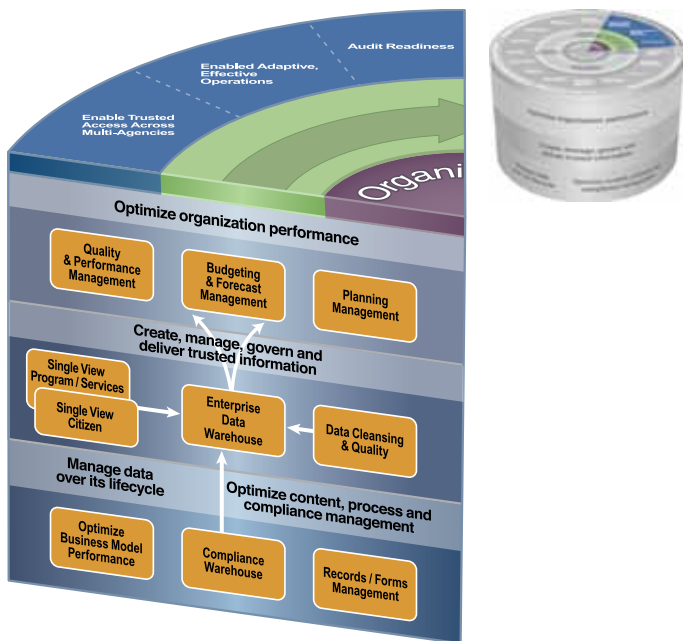 Audit Readiness
Enabled Adaptive,
Effective
Operations
Enable Trusted
Access Across
Multi-Agencies
Organi
Optimize organization performance
Quality
& Performance
Management
Budgeting
& Forecast
Management
Planning
Management
Create, manage, govern and
deliver trusted information
Single View
Program / Services
Single View
Citizen
Enterprise
Data
Warehouse
Data Cleansing
& Quality
Manage data
over its lifecycle
Optimize content, process and
compliance management
Optimize
Business Model
Performance
Compliance
Warehouse
Records / Forms
Management